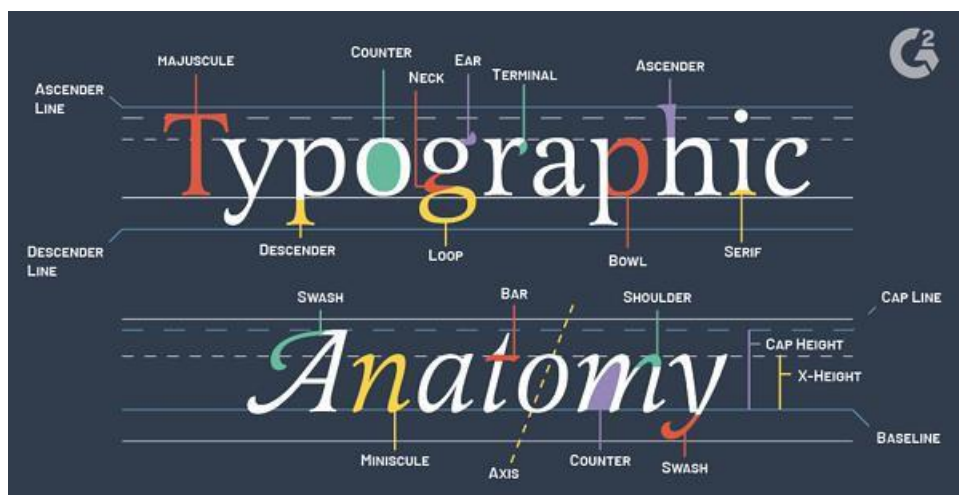 G2
MAJUSCULE
COUNTER
NECK
EAR
TERMINAL
ASCENDER
ASCENDER
LINE
Typographic
DESCENDER
LINE
DESCENDER
LOOP
BOWL
SERIF
SWASH
BAR
SHOULDER
CAP LINE
CAP HEIGHT
X-HEIGHT
Anatomy
BASELINE
MINISCULE
AXIS
COUNTER
SWASH